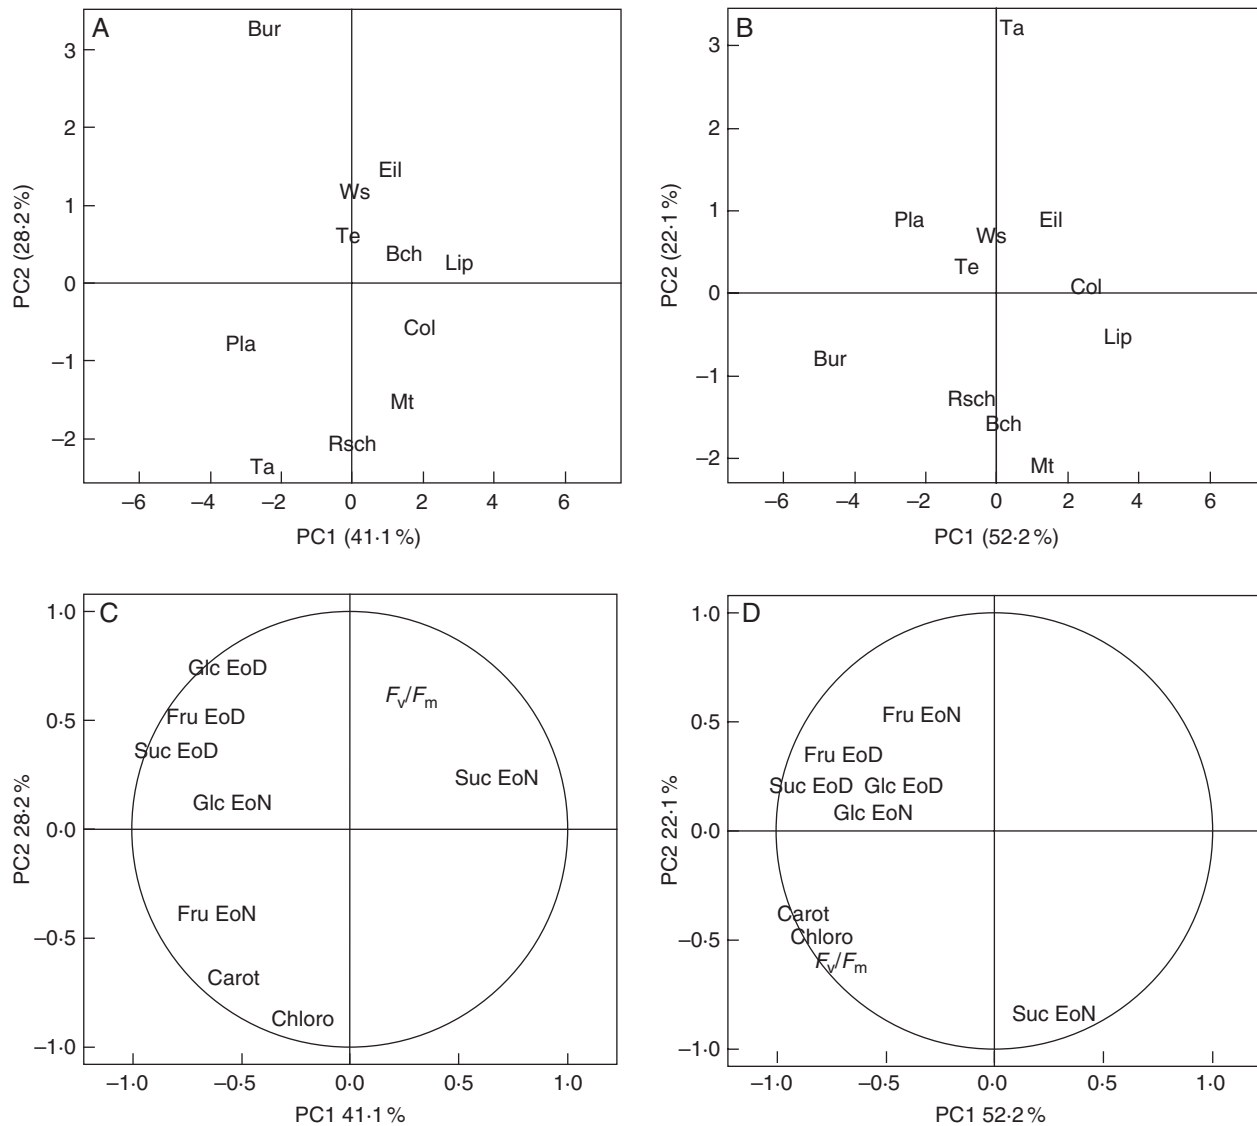 A
Bur
Eil
Ws
Te
Bch
Lip
Col
Pla
Mt
Rsch
Ta
3
2
1
0
–1
–2
PC2 (28·2 %)
–6 –4 –2 0 2 4 6
PC1 (41·1 %)
B
Ta
Pla
Eil
Ws
Te
Col
Lip
Bur
Rsch
Bch
Mt
3
2
1
0
–1
–2
PC2 (22·1 %)
–6 –4 –2 0 2 4 6
PC1 (52·2 %)
C
Glc EoD
Fv/Fm
Fru EoD
Suc EoD
Suc EoN
Glc EoN
Fru EoN
Carot
Chloro
1·0
0·5
0·0
–0·5
–1·0
PC2 28·2 %
–1·0 –0·5 0·0 0·5 1·0
PC1 41·1 %
D
Fru EoN
Fru EoD
Suc EoD Glc EoD
Glc EoN
Carot
Chloro
Fv/Fm
Suc EoN
1·0
0·5
0·0
–0·5
–1·0
PC2 22·1 %
–1·0 –0·5 0·0 0·5 1·0
PC1 52·2 %